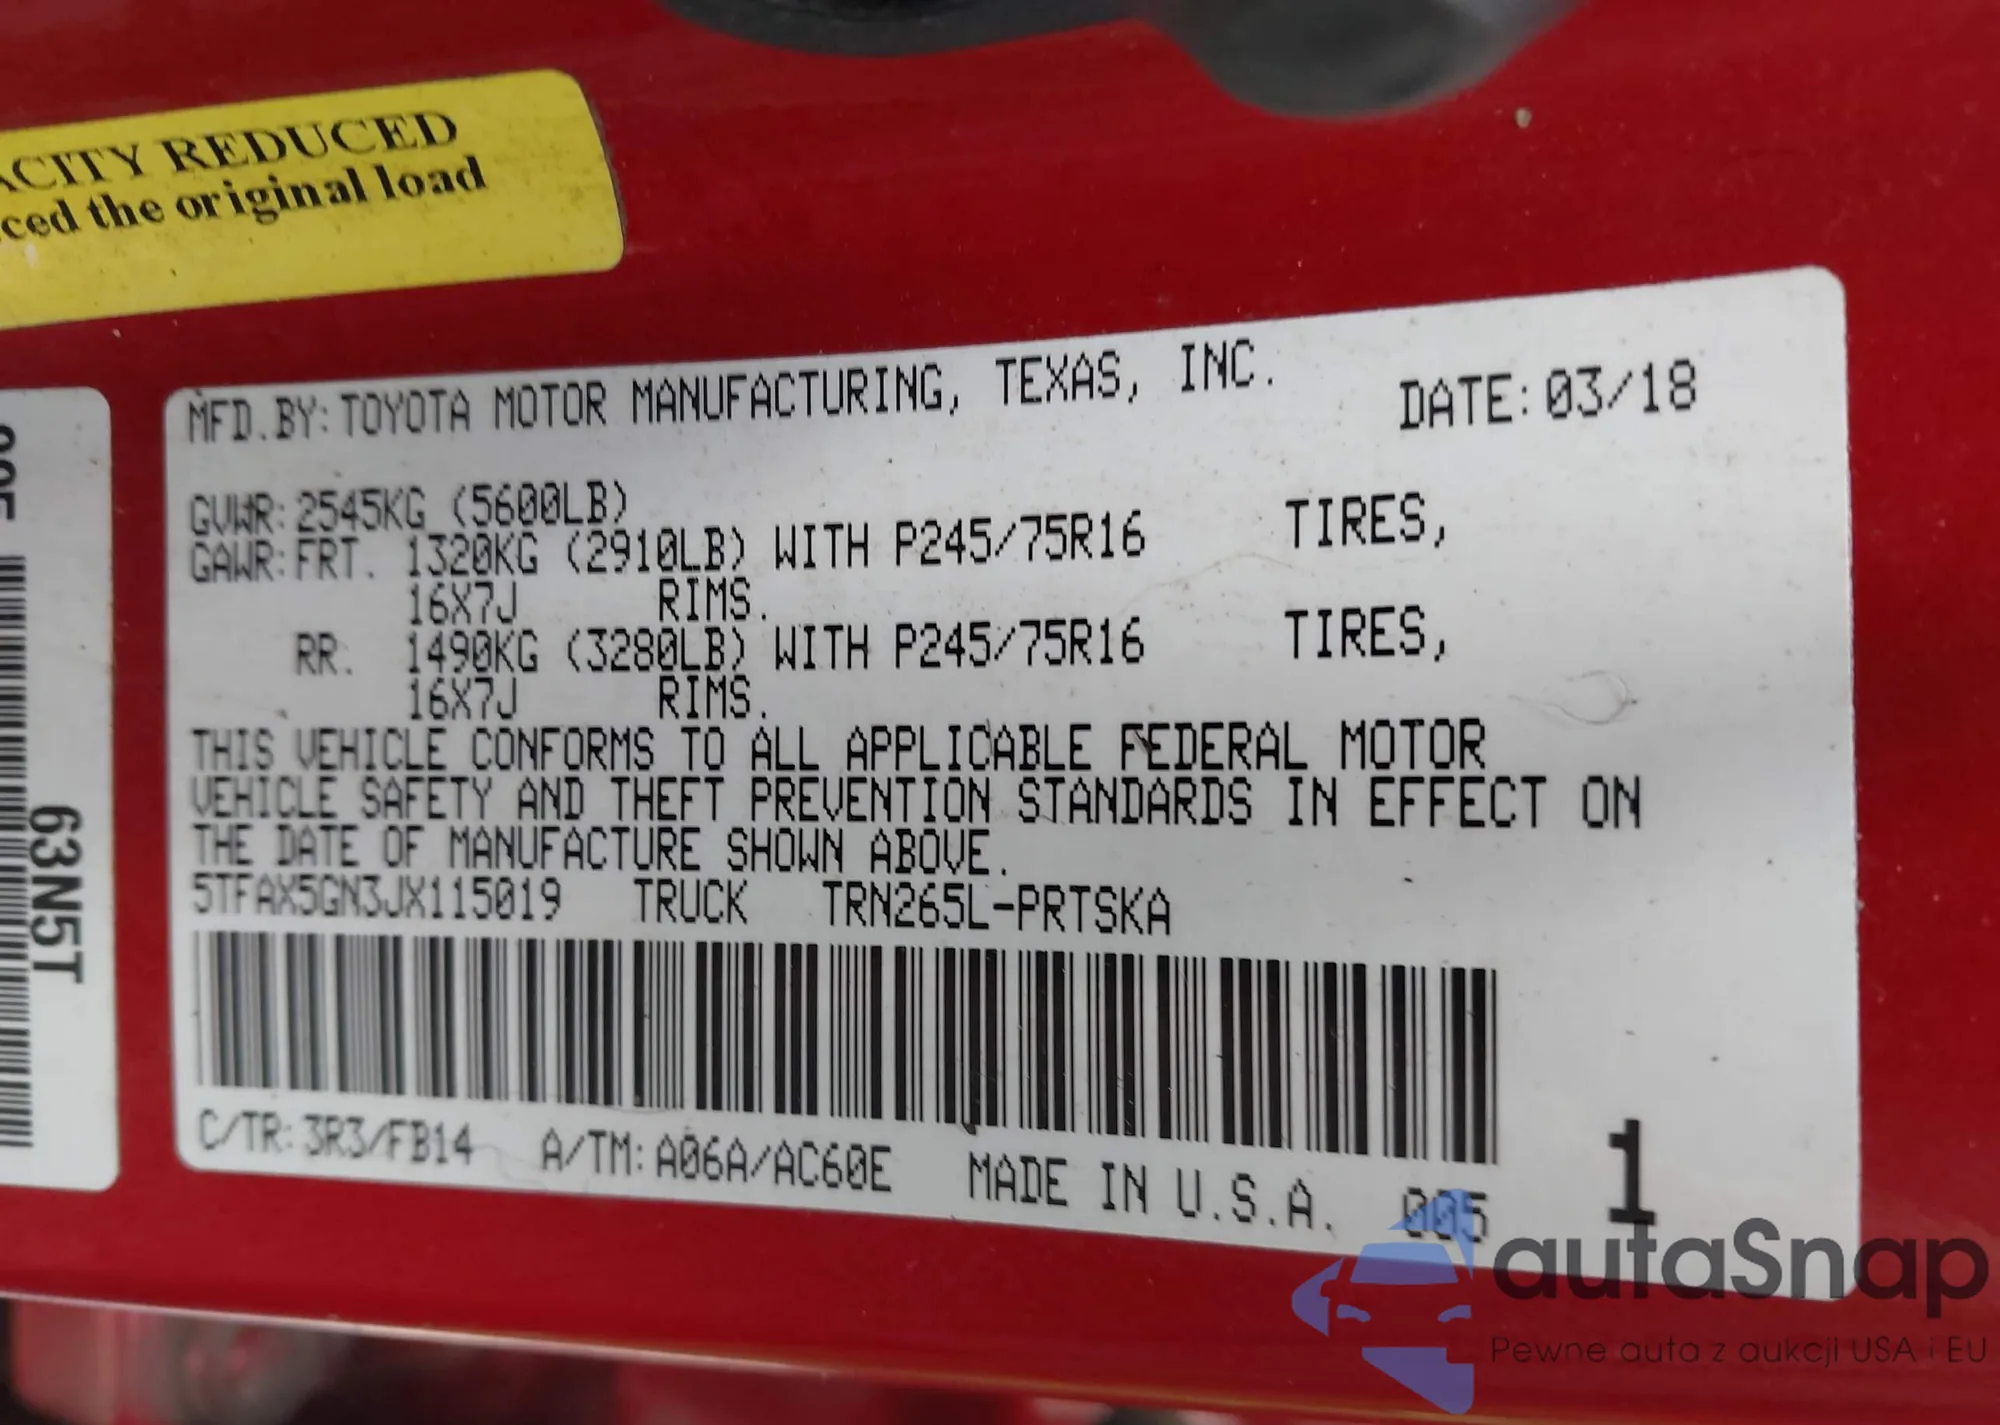 ACITY REDUCED
ced the original load
MFD.BY: TOYOTA MOTOR MANUFACTURING, TEXAS, INC. DATE: 03/18
GVWR: 2545KG (5600LB)
GAWR: FRT. 1320KG (2910LB) WITH P245/75R16 TIRES,
16X7J RIMS.
RR. 1490KG (3280LB) WITH P245/75R16 TIRES,
16X7J RIMS.
THIS VEHICLE CONFORMS TO ALL APPLICABLE FEDERAL MOTOR
VEHICLE SAFETY AND THEFT PREVENTION STANDARDS IN EFFECT ON
THE DATE OF MANUFACTURE SHOWN ABOVE.
5TFAX5GN3JX115019 TRUCK TRN265L-PRTSKA
C/TR: 3R3/FB14 A/TM: A06A/AC60E MADE IN U.S.A. 005 1
63N5T
autaSnap
Pewne auta z aukcji USA i EU